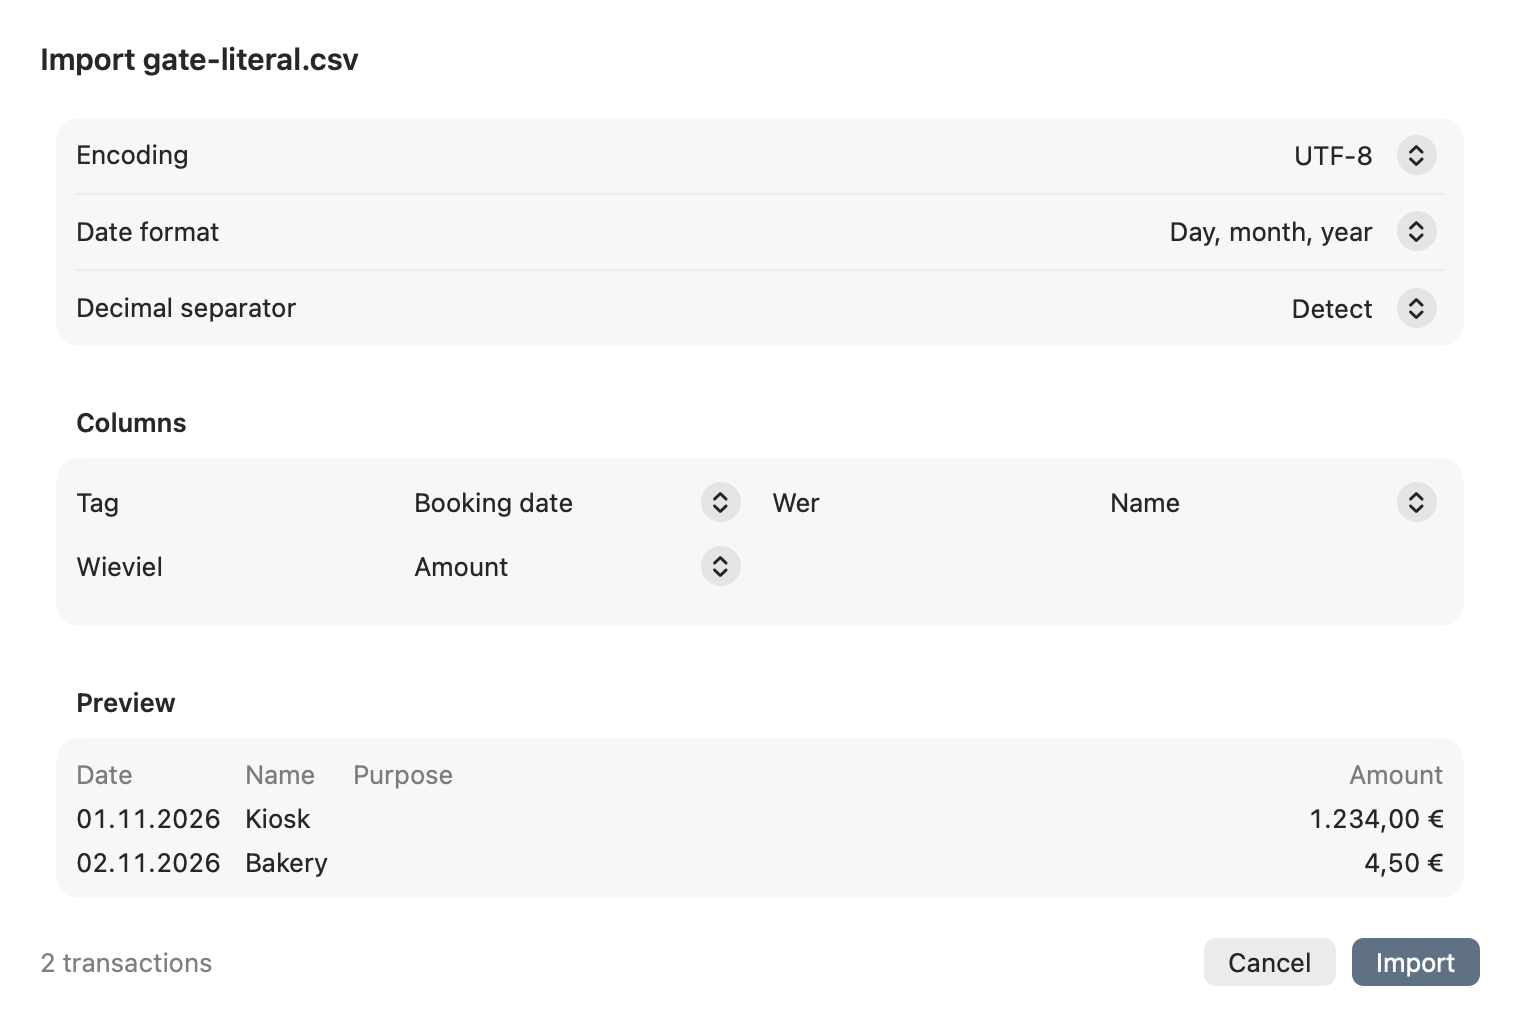 Import gate-literal.csv
Encoding UTF-8
Date format Day, month, year
Decimal separator Detect
Columns
Tag Booking date Wer Name
Wieviel Amount
Preview
Date Name Purpose Amount
01.11.2026 Kiosk 1.234,00 €
02.11.2026 Bakery 4,50 €
2 transactions Cancel Import